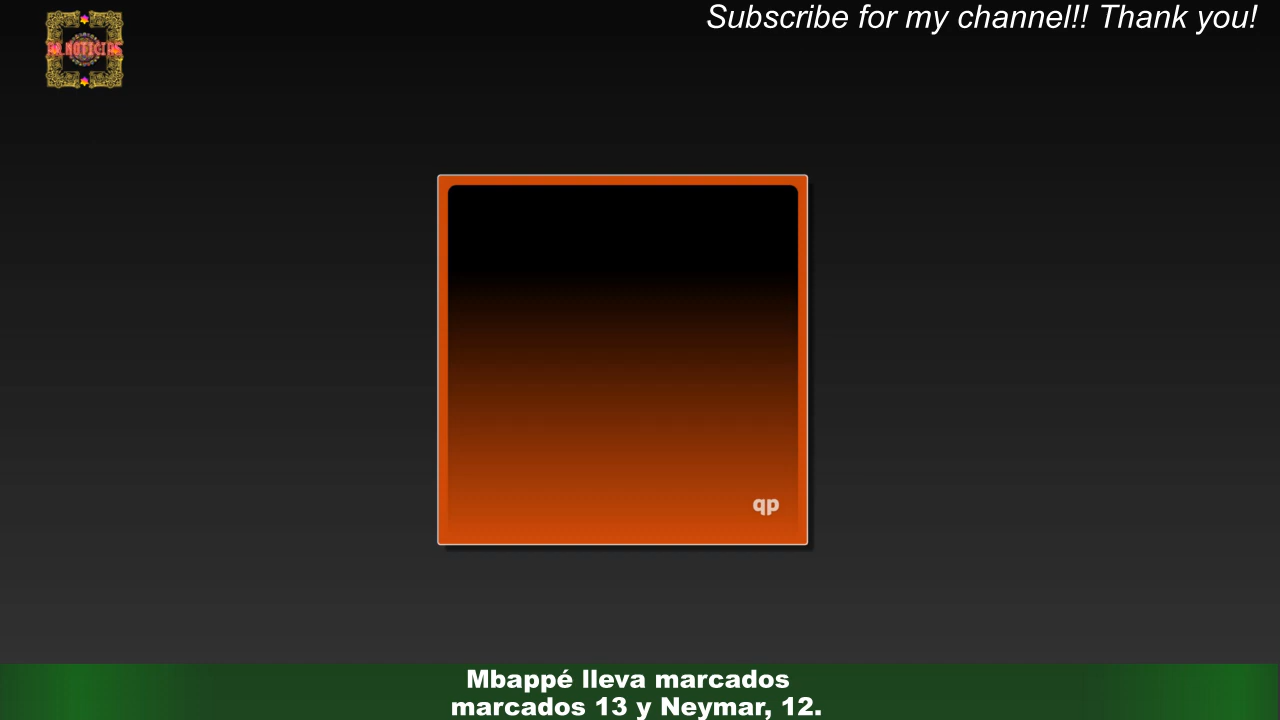 Subscribe for my channel!! Thank you!
qp
Mbappé lleva marcados
marcados 13 y Neymar, 12.